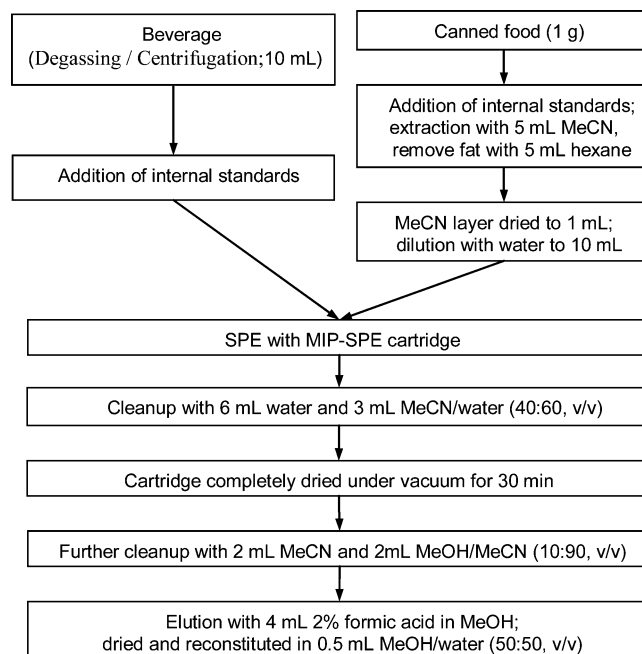 Beverage
(Degassing / Centrifugation;10 mL)
Addition of internal standards
Canned food (1 g)
Addition of internal standards;
extraction with 5 mL MeCN,
remove fat with 5 mL hexane
MeCN layer dried to 1 mL;
dilution with water to 10 mL
SPE with MIP-SPE cartridge
Cleanup with 6 mL water and 3 mL MeCN/water (40:60, v/v)
Cartridge completely dried under vacuum for 30 min
Further cleanup with 2 mL MeCN and 2mL MeOH/MeCN (10:90, v/v)
Elution with 4 mL 2% formic acid in MeOH;
dried and reconstituted in 0.5 mL MeOH/water (50:50, v/v)